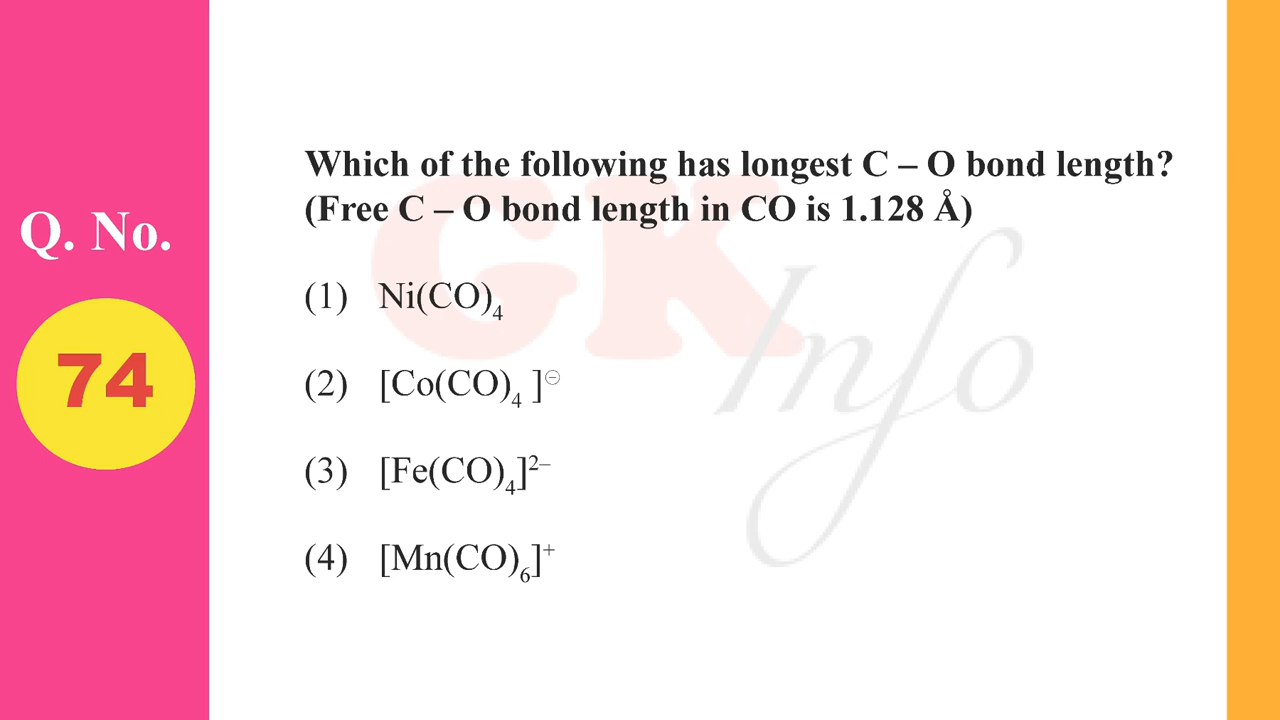 Q. No.
74
Which of the following has longest C – O bond length?
(Free C – O bond length in CO is 1.128 Å)
(1) Ni(CO)₄
(2) [Co(CO)₄ ]⊖
(3) [Fe(CO)₄]²⁻
(4) [Mn(CO)₆]⁺
GK
Info